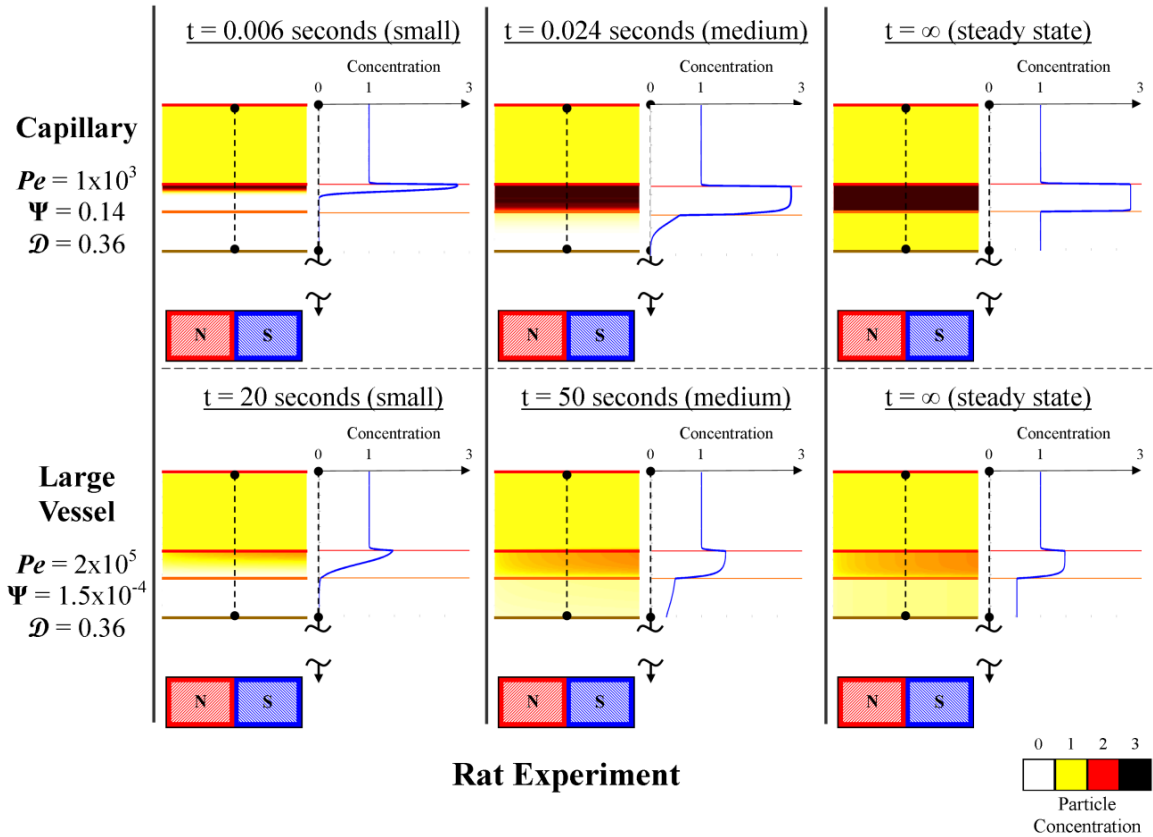 t = 0.006 seconds (small)
t = 0.024 seconds (medium)
t = ∞ (steady state)
Concentration
Concentration
Concentration
0 1 3
0 1 3
0 1 3
Capillary
Pe = 1x10³
Ψ = 0.14
𝒟 = 0.36
N S
N S
N S
t = 20 seconds (small)
t = 50 seconds (medium)
t = ∞ (steady state)
Concentration
Concentration
Concentration
0 1 3
0 1 3
0 1 3
Large
Vessel
Pe = 2x10⁵
Ψ = 1.5x10⁻⁴
𝒟 = 0.36
N S
N S
N S
Rat Experiment
0 1 2 3
Particle
Concentration